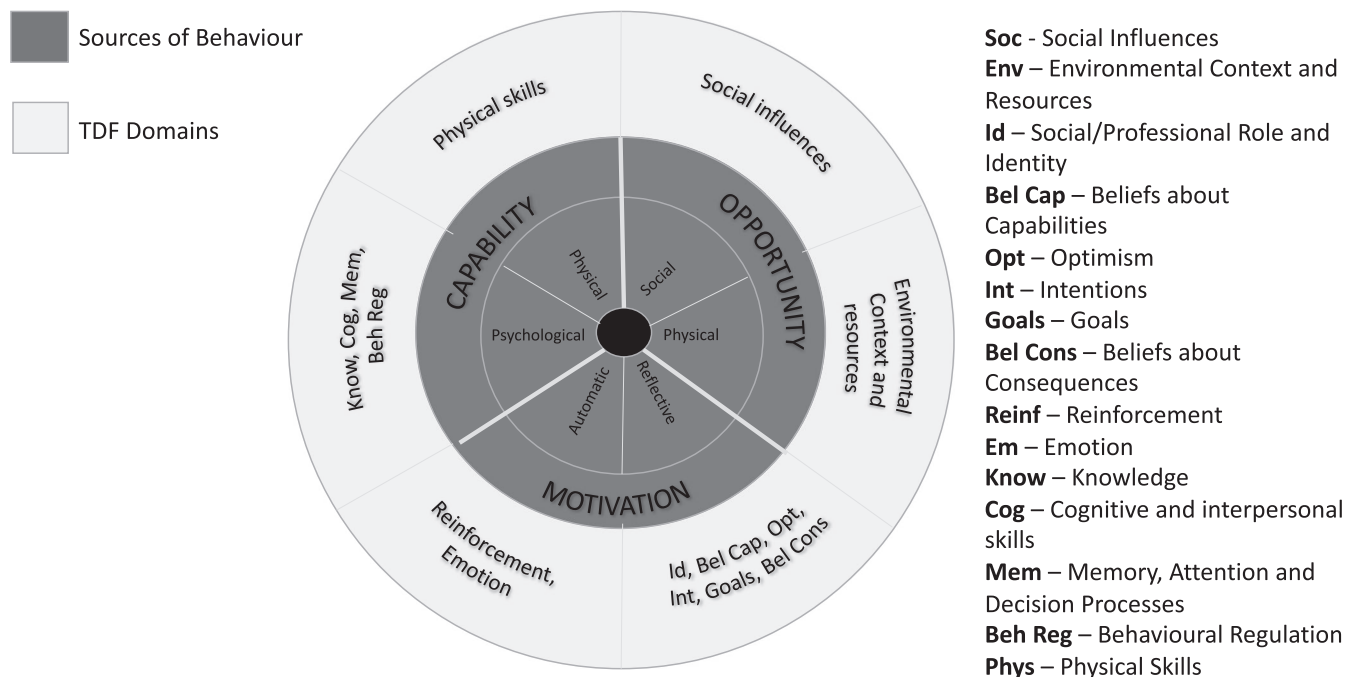 Sources of Behaviour
TDF Domains
Physical skills
Social influences
Know, Cog, Mem,
Beh Reg
Environmental
Context and
resources
Reinforcement,
Emotion
Id, Bel Cap, Opt,
Int, Goals, Bel Cons
CAPABILITY
OPPORTUNITY
MOTIVATION
Physical
Social
Psychological
Physical
Automatic
Reflective
Soc - Social Influences
Env – Environmental Context and
Resources
Id – Social/Professional Role and
Identity
Bel Cap – Beliefs about
Capabilities
Opt – Optimism
Int – Intentions
Goals – Goals
Bel Cons – Beliefs about
Consequences
Reinf – Reinforcement
Em – Emotion
Know – Knowledge
Cog – Cognitive and interpersonal
skills
Mem – Memory, Attention and
Decision Processes
Beh Reg – Behavioural Regulation
Phys – Physical Skills